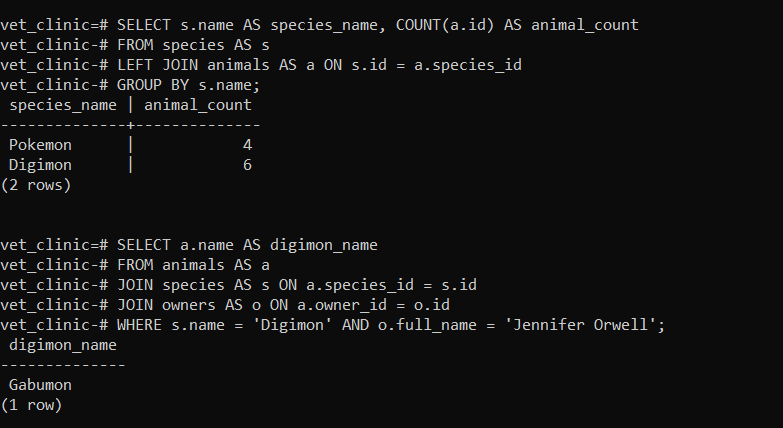 vet_clinic=# SELECT s.name AS species_name, COUNT(a.id) AS animal_count
vet_clinic-# FROM species AS s
vet_clinic-# LEFT JOIN animals AS a ON s.id = a.species_id
vet_clinic-# GROUP BY s.name;
 species_name | animal_count
--------------+--------------
 Pokemon      |            4
 Digimon      |            6
(2 rows)
vet_clinic=# SELECT a.name AS digimon_name
vet_clinic-# FROM animals AS a
vet_clinic-# JOIN species AS s ON a.species_id = s.id
vet_clinic-# JOIN owners AS o ON a.owner_id = o.id
vet_clinic-# WHERE s.name = 'Digimon' AND o.full_name = 'Jennifer Orwell';
 digimon_name
--------------
 Gabumon
(1 row)